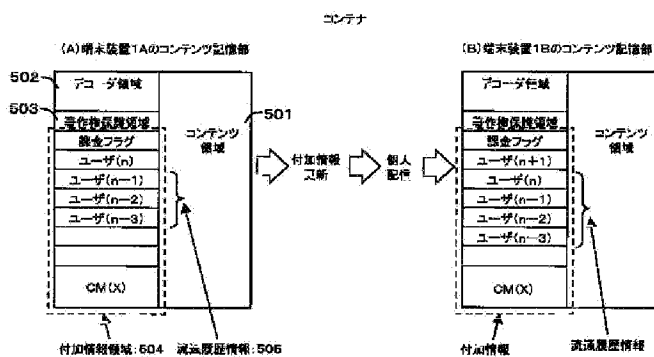 コンテナ
(A)端末装置1Aのコンテンツ記憶部
502
デコーダ領域
503
著作権保障領域
課金フラグ
ユーザ(n)
ユーザ(n-1)
ユーザ(n-2)
ユーザ(n-3)
CM(X)
コンテンツ
領域
501
付加情報領域:504
流通履歴情報:506
付加情報
更新
個人
配信
(B)端末装置1Bのコンテンツ記憶部
デコーダ領域
著作権保障領域
課金フラグ
ユーザ(n+1)
ユーザ(n)
ユーザ(n-1)
ユーザ(n-2)
ユーザ(n-3)
CM(X)
コンテンツ
領域
付加情報
流通履歴情報